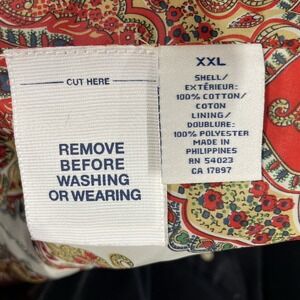 CUT HERE
REMOVE
BEFORE
WASHING
OR WEARING
XXL
SHELL/
EXTÉRIEUR:
100% COTTON/
COTON
LINING/
DOUBLURE:
100% POLYESTER
MADE IN
PHILIPPINES
RN 54023
CA 17897